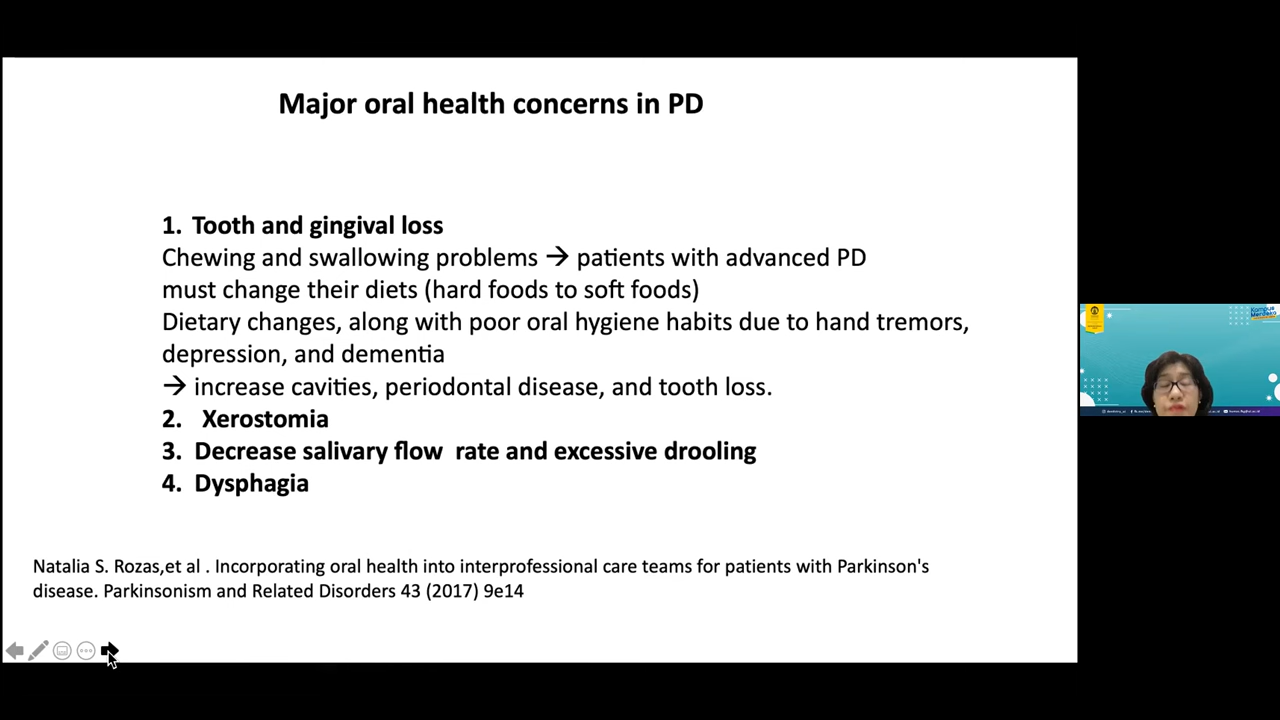 Major oral health concerns in PD
1. Tooth and gingival loss
Chewing and swallowing problems → patients with advanced PD
must change their diets (hard foods to soft foods)
Dietary changes, along with poor oral hygiene habits due to hand tremors,
depression, and dementia
→ increase cavities, periodontal disease, and tooth loss.
2. Xerostomia
3. Decrease salivary flow rate and excessive drooling
4. Dysphagia
Natalia S. Rozas,et al . Incorporating oral health into interprofessional care teams for patients with Parkinson's
disease. Parkinsonism and Related Disorders 43 (2017) 9e14
Kampus
Merdeka